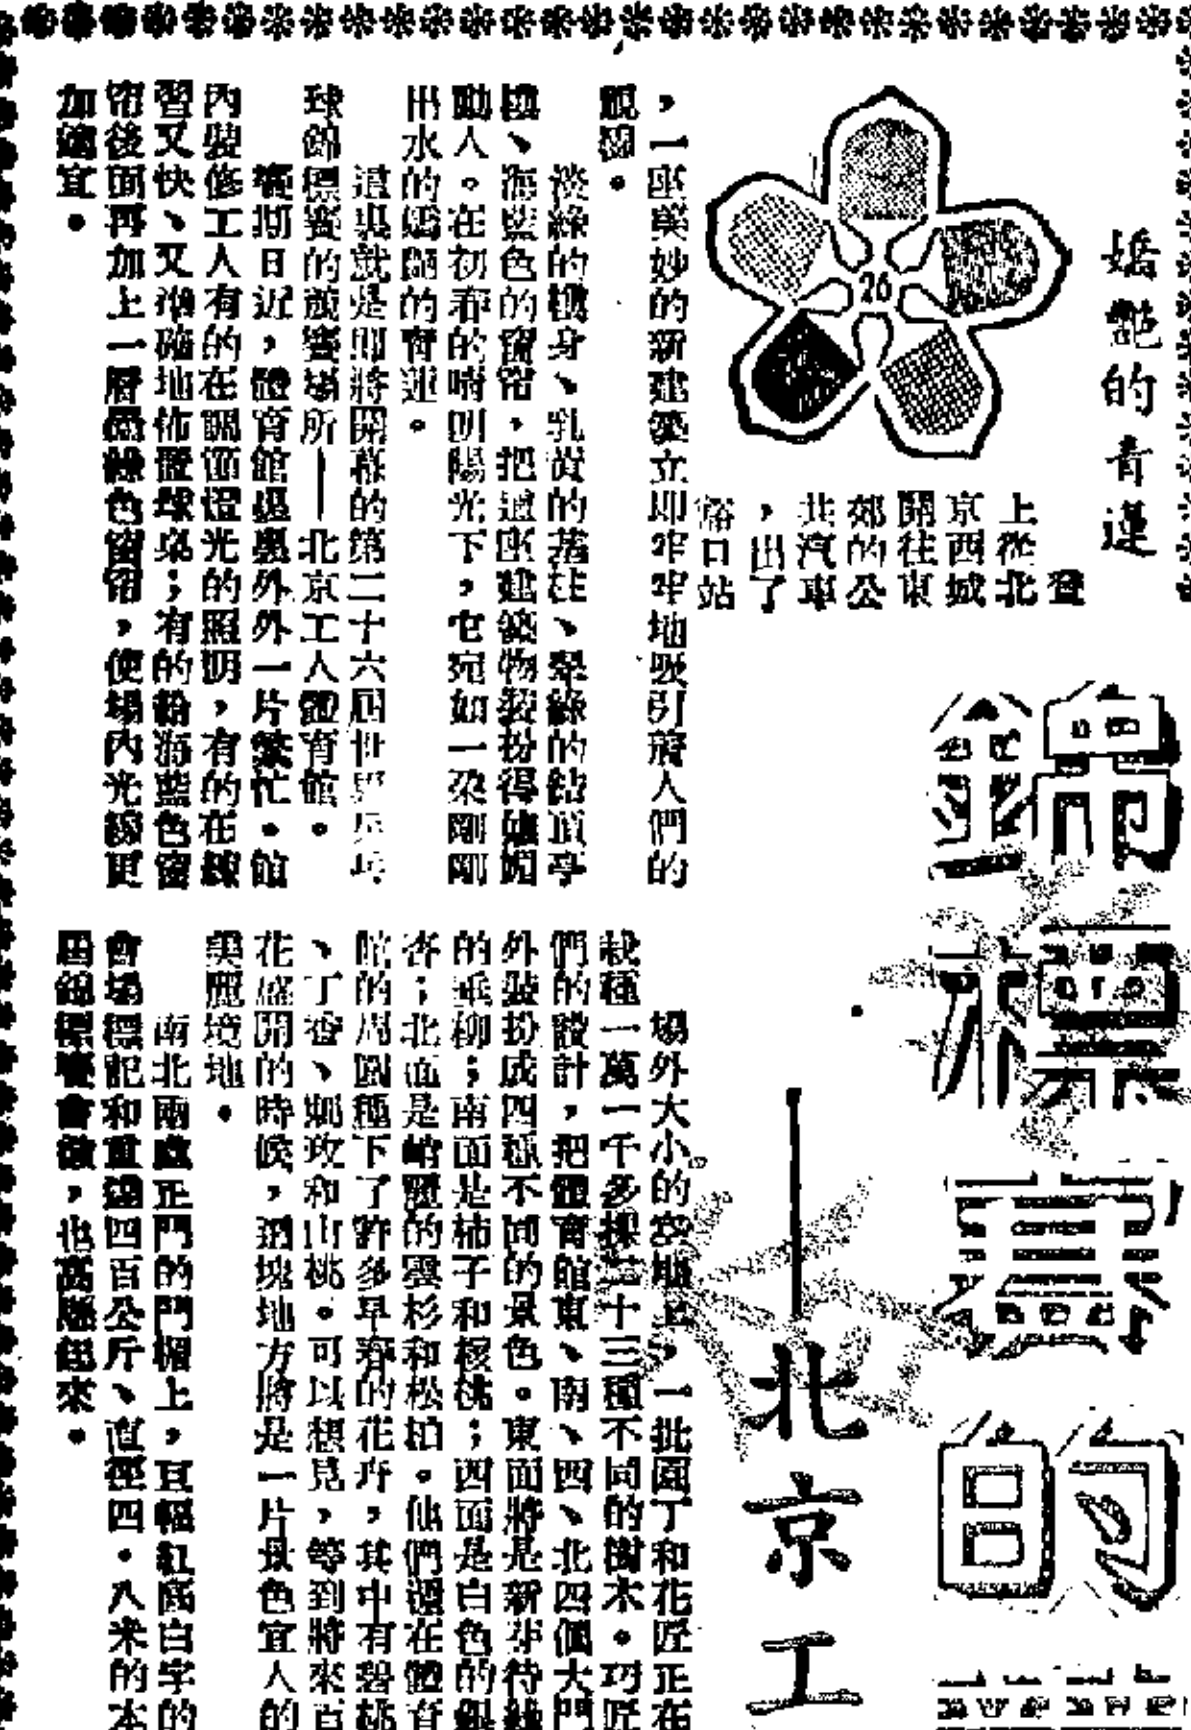 錦標賽的
北京工
嬌艷的青蓮
26
登
上從北
京西城
開往東
郊的公
共汽車
，出了
裕口站
，一座美妙的新建築立即牢牢地吸引着人們的
視線。
淡綠的牆身、乳黃的基柱、翠綠的結頂亭
檐、海藍色的窗帘，把這座建築物裝扮得嫵媚
動人。在初春的晴朗陽光下，它宛如一朶剛剛
出水的嬌艷的青蓮。
這裏就是即將開幕的第二十六屆世界乒乓
球錦標賽的競賽塲所——北京工人體育館。
賽期日近，體育館裏裏外外一片繁忙。館
內裝修工人有的在調節燈光的照明，有的在練
習又快、又準確地佈置球桌；有的給海藍色窗
帘後面再加上一層墨綠色窗帘，使場內光線更
加適宜。
場外大小的空地上，一批園丁和花匠正在
栽種一萬一千多棵三十三種不同的樹木。巧匠
們的設計，把體育館東、南、西、北四個大門
外裝扮成四種不同的景色。東面將是新芽待綻
的垂柳；南面是柿子和核桃；西面是白色的銀
杏；北面是峭豎的雲杉和松柏。他們還在體育
館的周圍種下了許多早春的花卉，其中有碧桃
、丁香、刺玫和山桃。可以想見，等到將來百
花盛開的時候，這塊地方將是一片景色宜人的
美麗境地。
南北兩處正門的門楣上，巨幅紅底白字的
會場標記和重達四百公斤、直徑四・八米的本
屆錦標賽會徽，也高懸起來。